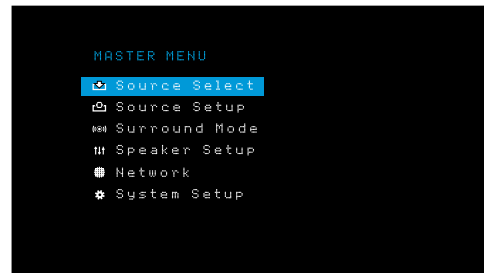 MASTER MENU
Source Select
Source Setup
Surround Mode
Speaker Setup
Network
System Setup